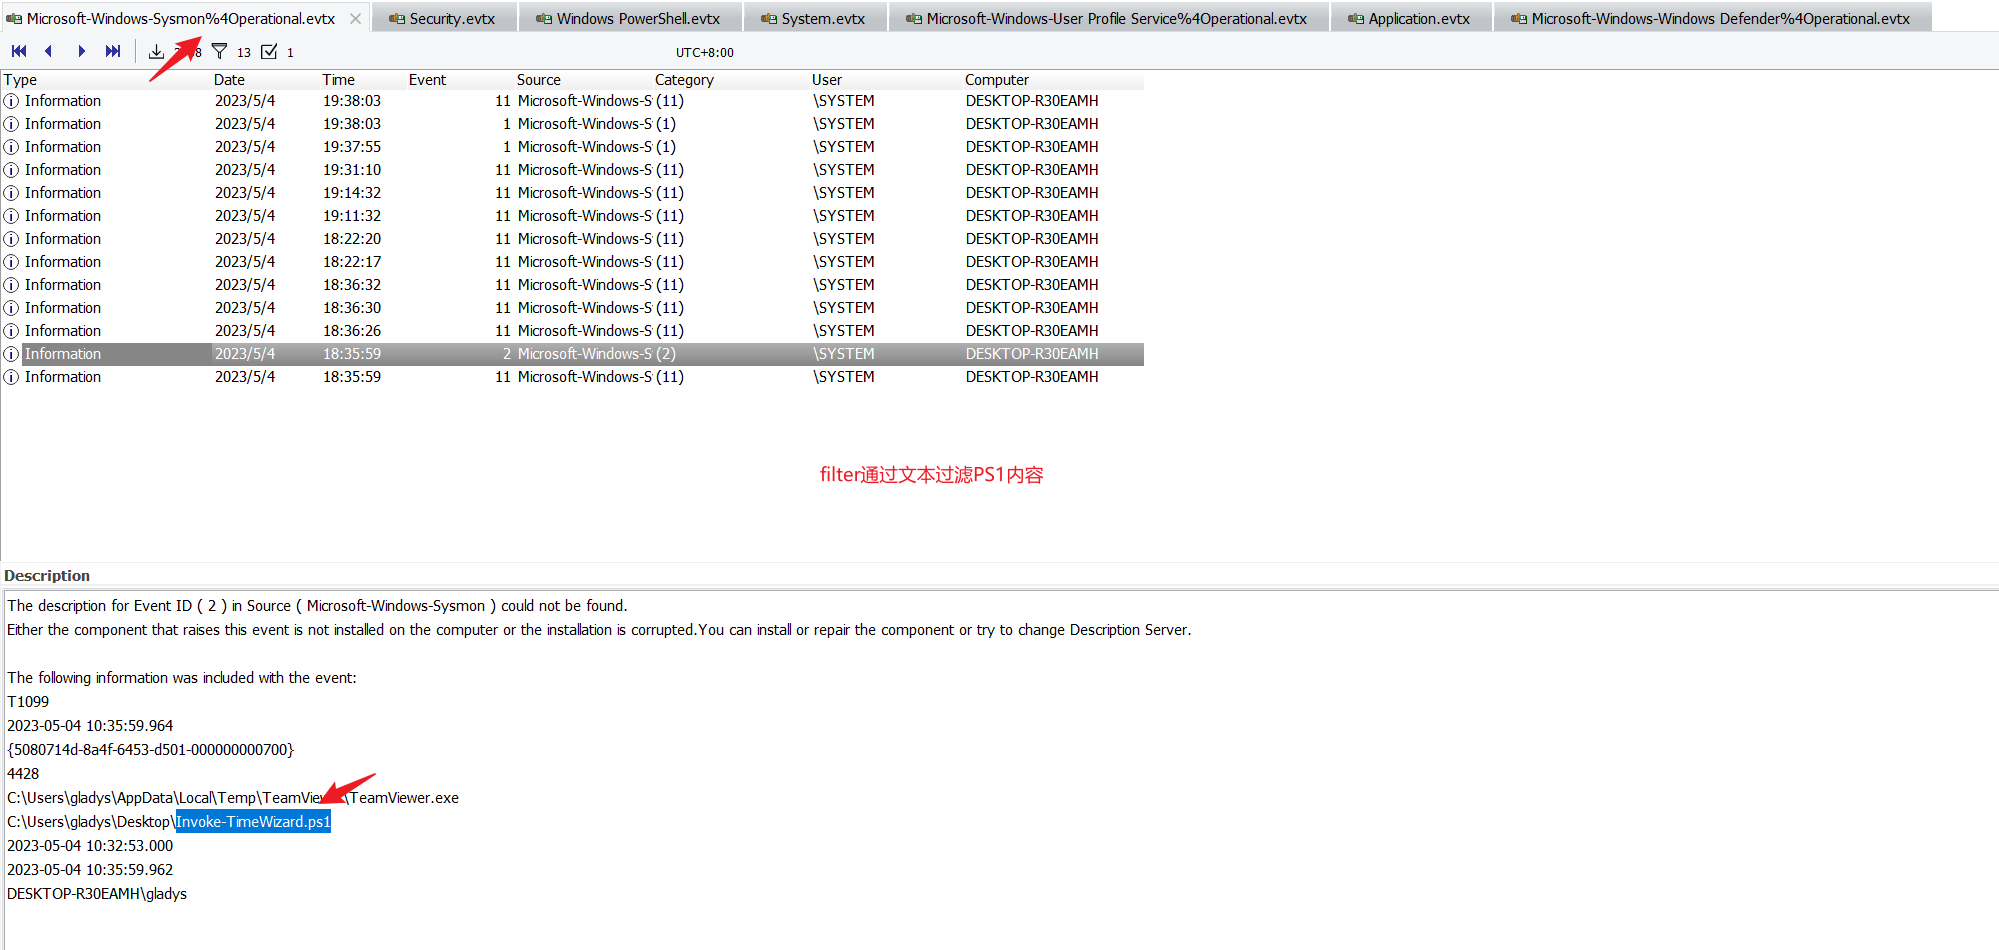 Microsoft-Windows-Sysmon%4Operational.evtx Security.evtx Windows PowerShell.evtx System.evtx Microsoft-Windows-User Profile Service%4Operational.evtx Application.evtx Microsoft-Windows-Windows Defender%4Operational.evtx
13 1 UTC+8:00
Type Date Time Event Source Category User Computer
Information 2023/5/4 19:38:03 11 Microsoft-Windows-S (11) \SYSTEM DESKTOP-R30EAMH
Information 2023/5/4 19:38:03 1 Microsoft-Windows-S (1) \SYSTEM DESKTOP-R30EAMH
Information 2023/5/4 19:37:55 1 Microsoft-Windows-S (1) \SYSTEM DESKTOP-R30EAMH
Information 2023/5/4 19:31:10 11 Microsoft-Windows-S (11) \SYSTEM DESKTOP-R30EAMH
Information 2023/5/4 19:14:32 11 Microsoft-Windows-S (11) \SYSTEM DESKTOP-R30EAMH
Information 2023/5/4 19:11:32 11 Microsoft-Windows-S (11) \SYSTEM DESKTOP-R30EAMH
Information 2023/5/4 18:22:20 11 Microsoft-Windows-S (11) \SYSTEM DESKTOP-R30EAMH
Information 2023/5/4 18:22:17 11 Microsoft-Windows-S (11) \SYSTEM DESKTOP-R30EAMH
Information 2023/5/4 18:36:32 11 Microsoft-Windows-S (11) \SYSTEM DESKTOP-R30EAMH
Information 2023/5/4 18:36:30 11 Microsoft-Windows-S (11) \SYSTEM DESKTOP-R30EAMH
Information 2023/5/4 18:36:26 11 Microsoft-Windows-S (11) \SYSTEM DESKTOP-R30EAMH
Information 2023/5/4 18:35:59 2 Microsoft-Windows-S (2) \SYSTEM DESKTOP-R30EAMH
Information 2023/5/4 18:35:59 11 Microsoft-Windows-S (11) \SYSTEM DESKTOP-R30EAMH
filter通过文本过滤PS1内容
Description
The description for Event ID ( 2 ) in Source ( Microsoft-Windows-Sysmon ) could not be found.
Either the component that raises this event is not installed on the computer or the installation is corrupted.You can install or repair the component or try to change Description Server.
The following information was included with the event:
T1099
2023-05-04 10:35:59.964
{5080714d-8a4f-6453-d501-000000000700}
4428
C:\Users\gladys\AppData\Local\Temp\TeamViewer\TeamViewer.exe
C:\Users\gladys\Desktop\Invoke-TimeWizard.ps1
2023-05-04 10:32:53.000
2023-05-04 10:35:59.962
DESKTOP-R30EAMH\gladys